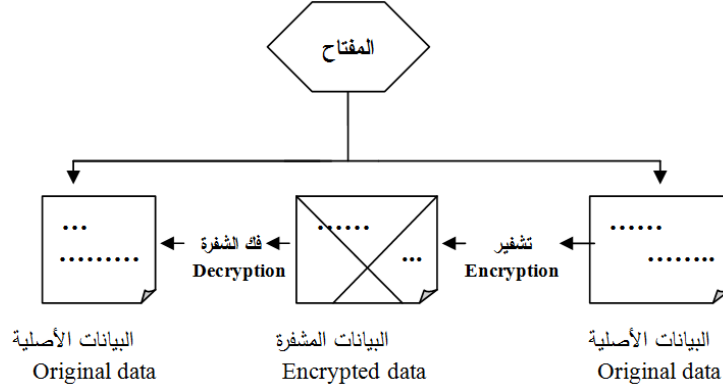 المفتاح
...
.........
فك الشفرة
Decryption
......
...
تشفير
Encryption
......
........
البيانات الأصلية
Original data
البيانات المشفرة
Encrypted data
البيانات الأصلية
Original data